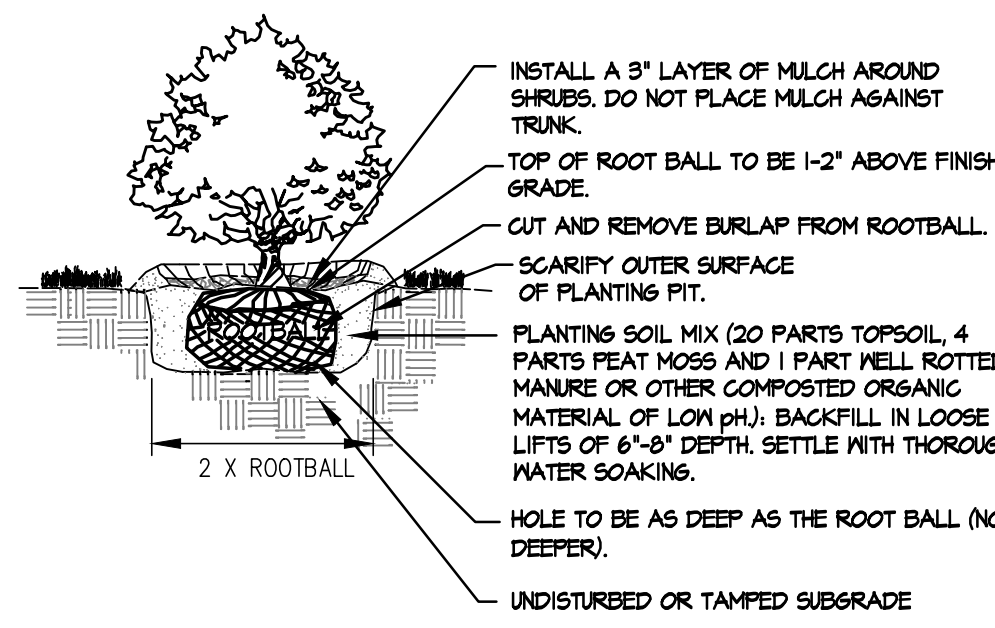 INSTALL A 3" LAYER OF MULCH AROUND
SHRUBS. DO NOT PLACE MULCH AGAINST
TRUNK.
TOP OF ROOT BALL TO BE 1-2" ABOVE FINISH
GRADE.
CUT AND REMOVE BURLAP FROM ROOTBALL.
SCARIFY OUTER SURFACE
OF PLANTING PIT.
ROOTBALL
PLANTING SOIL MIX (20 PARTS TOPSOIL, 4
PARTS PEAT MOSS AND 1 PART WELL ROTTED
MANURE OR OTHER COMPOSTED ORGANIC
MATERIAL OF LOW pH.): BACKFILL IN LOOSE
LIFTS OF 6"-8" DEPTH. SETTLE WITH THOROUG
WATER SOAKING.
2 X ROOTBALL
HOLE TO BE AS DEEP AS THE ROOT BALL (NO
DEEPER).
UNDISTURBED OR TAMPED SUBGRADE